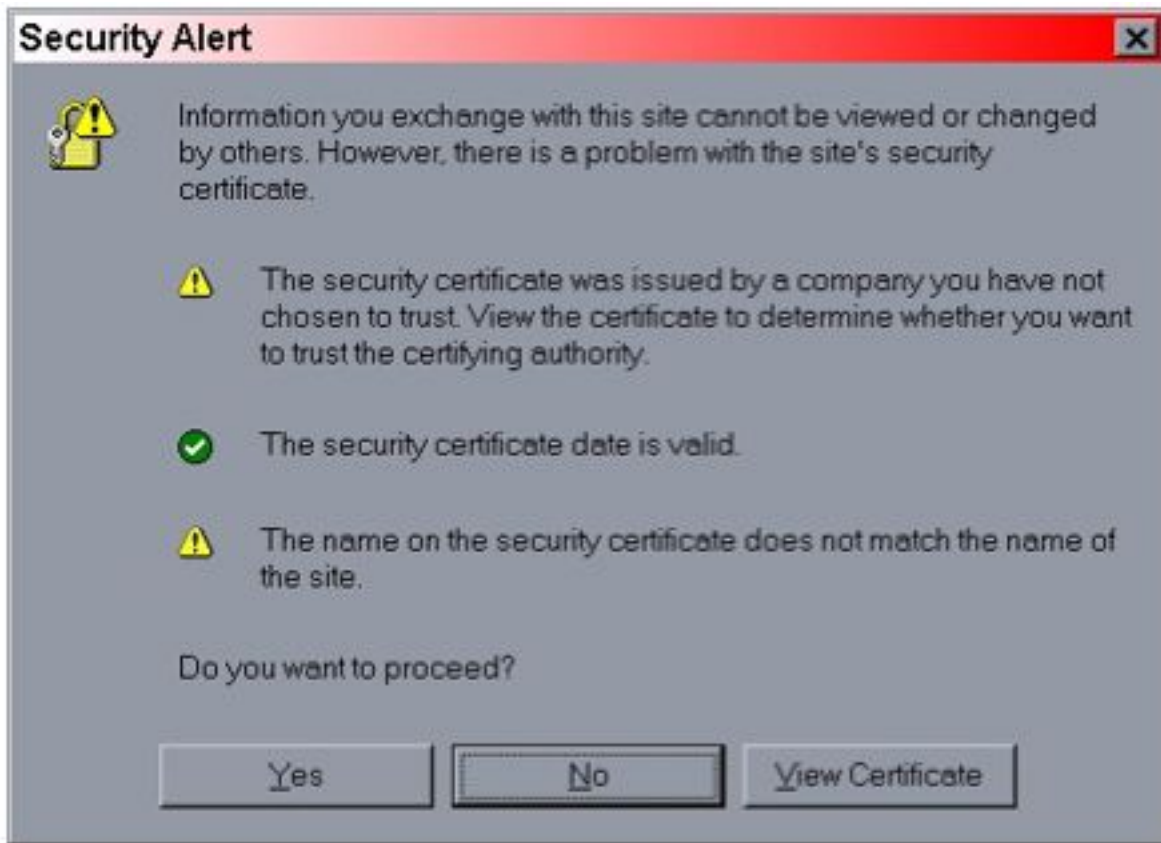 Security Alert
Information you exchange with this site cannot be viewed or changed
by others. However, there is a problem with the site's security
certificate.
The security certificate was issued by a company you have not
chosen to trust. View the certificate to determine whether you want
to trust the certifying authority.
The security certificate date is valid.
The name on the security certificate does not match the name of
the site.
Do you want to proceed?
Yes
No
View Certificate